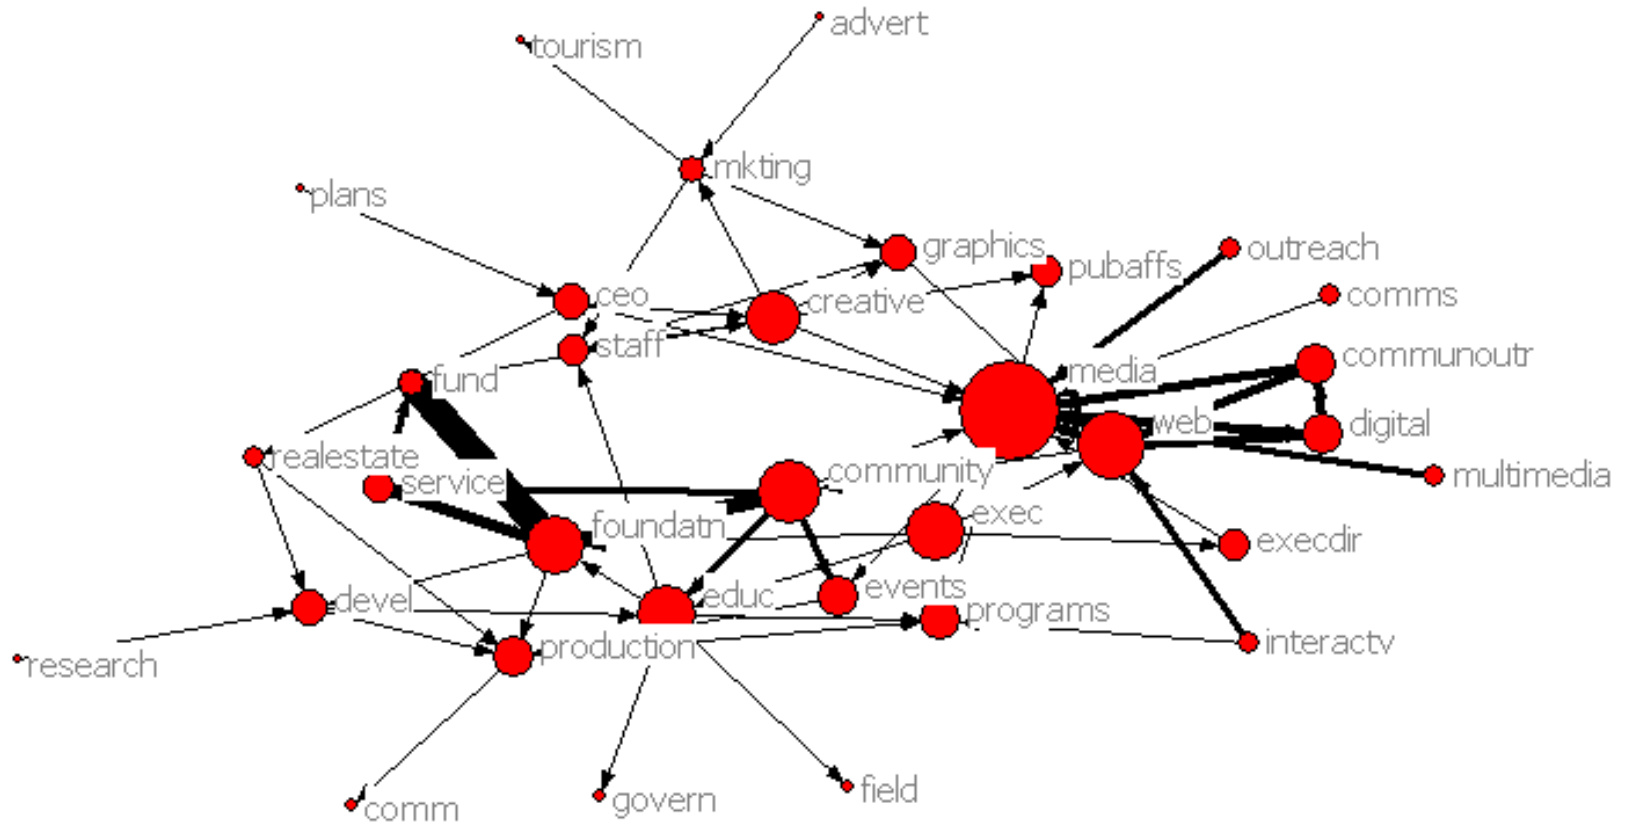 advert
tourism
mkting
plans
graphics
outreach
pubaffs
ceo
creative
comms
staff
communoutr
media
fund
web
digital
realestate
community
multimedia
service
foundatn
exec
execdir
events
educ
devel
programs
production
interactv
research
field
govern
comm